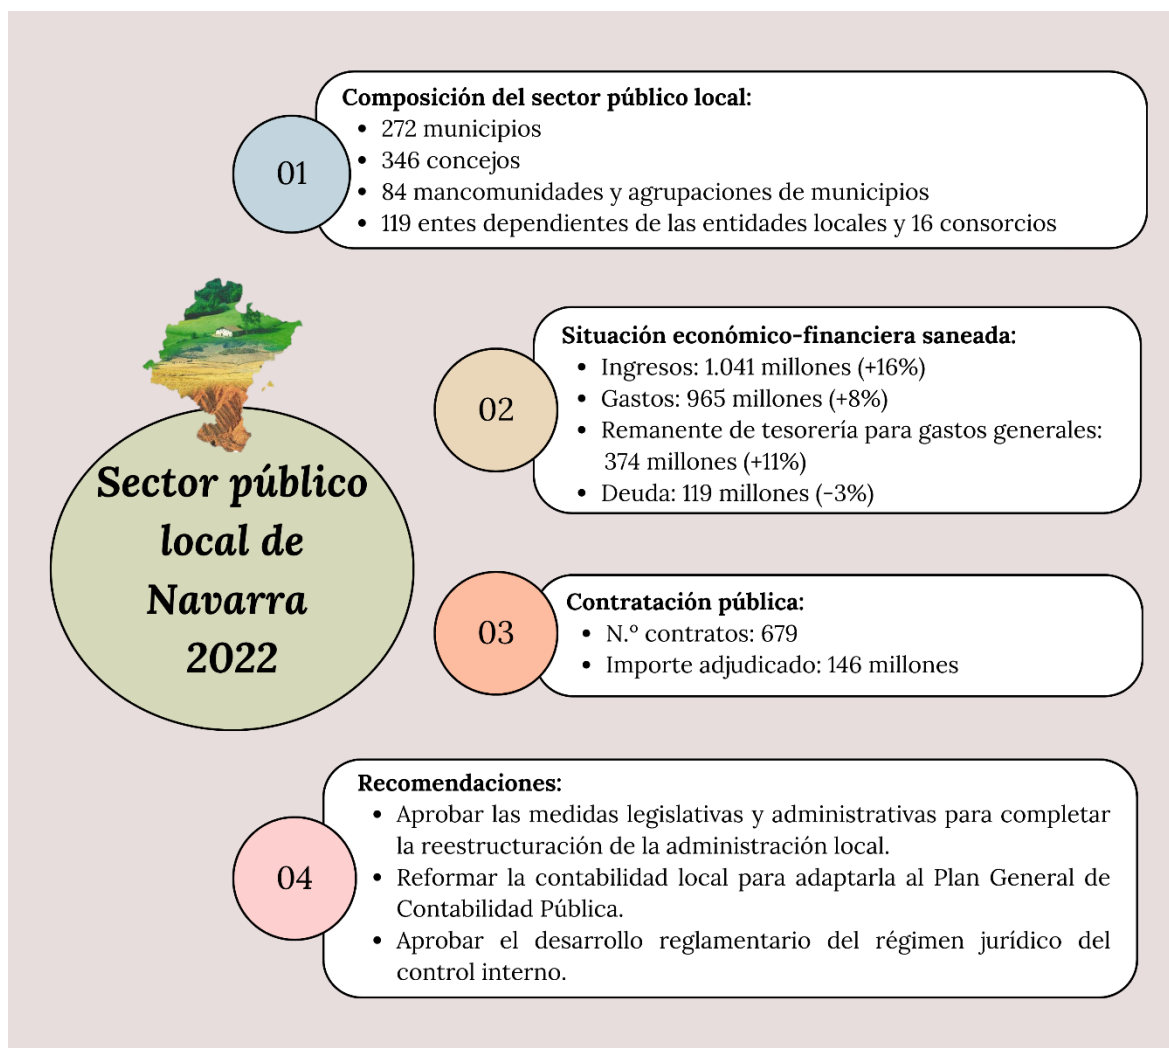 Composición del sector público local:
• 272 municipios
• 346 concejos
• 84 mancomunidades y agrupaciones de municipios
• 119 entes dependientes de las entidades locales y 16 consorcios
01
Situación económico-financiera saneada:
• Ingresos: 1.041 millones (+16%)
• Gastos: 965 millones (+8%)
• Remanente de tesorería para gastos generales:
374 millones (+11%)
• Deuda: 119 millones (-3%)
02
Sector público
local de
Navarra
2022
Contratación pública:
• N.º contratos: 679
• Importe adjudicado: 146 millones
03
Recomendaciones:
• Aprobar las medidas legislativas y administrativas para completar
la reestructuración de la administración local.
• Reformar la contabilidad local para adaptarla al Plan General de
Contabilidad Pública.
• Aprobar el desarrollo reglamentario del régimen jurídico del
control interno.
04